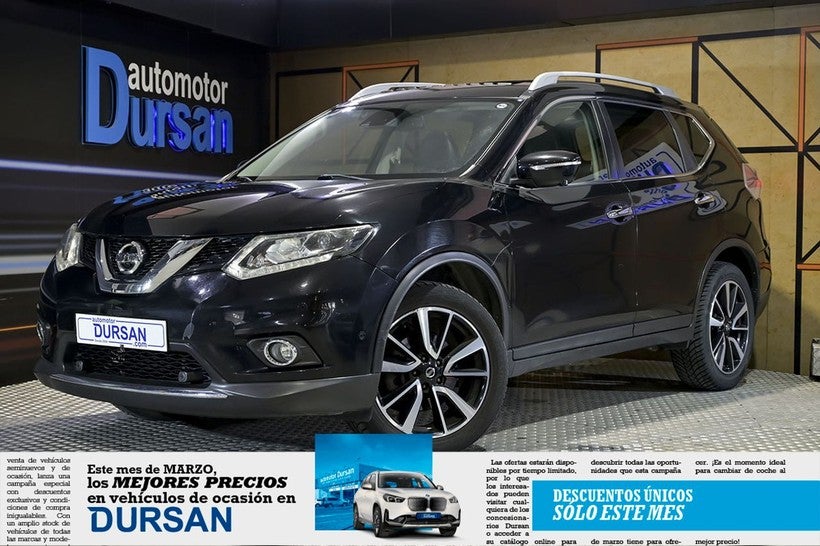 automotor
Dursan
automotor
DURSAN
.com
venta de vehículos
seminuevos y de
ocasión, lanza una
campaña especial
con descuentos
exclusivos y condi-
ciones de compra
inigualables. Con
un amplio stock de
vehículos de todas
las marcas y mode-
Este mes de MARZO,
los MEJORES PRECIOS
en vehículos de ocasión en
DURSAN
automotor Dursan
Las ofertas estarán dispo-
nibles por tiempo limitado,
por lo que
los interesa-
dos pueden
visitar cual-
quiera de los
concesiona-
rios Dursan
o acceder a
su catálogo online para
descubrir todas las oportu-
nidades que esta campaña
de marzo tiene para ofre-
cer. ¡Es el momento ideal
para cambiar de coche al
mejor precio!
DESCUENTOS ÚNICOS
SÓLO ESTE MES